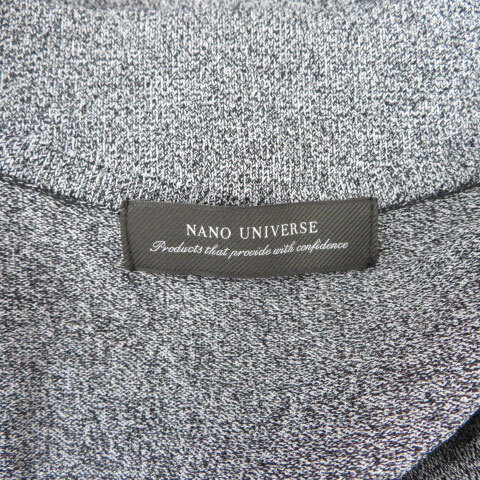 NANO UNIVERSE
Products that provide with confidence